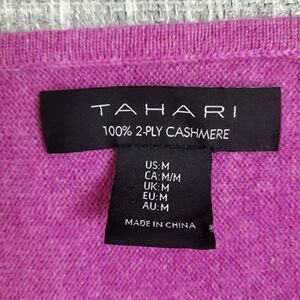 TAHARI
100% 2-PLY CASHMERE
US:M
CA:M/M
UK:M
EU:M
AU:M
MADE IN CHINA